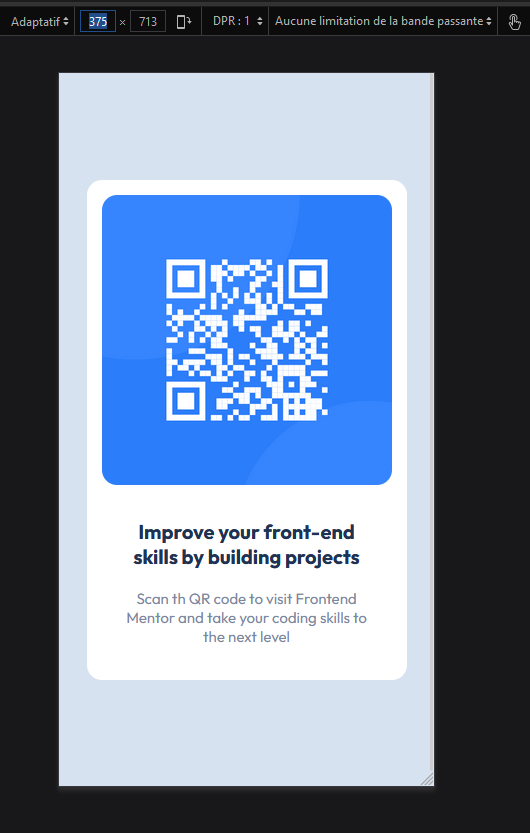 Adaptatif 375 × 713 DPR : 1 Aucune limitation de la bande passante
Improve your front-end
skills by building projects
Scan th QR code to visit Frontend
Mentor and take your coding skills to
the next level